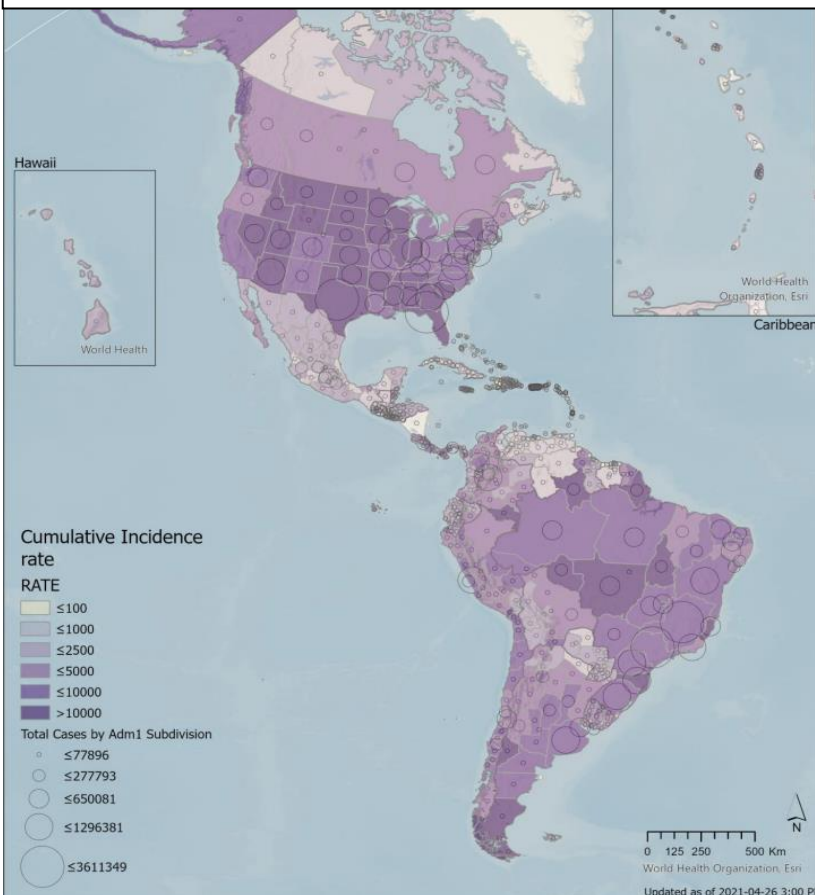 Hawaii
World Health
World Health
Organization, Esri
Caribbean
Cumulative Incidence
rate
RATE
≤100
≤1000
≤2500
≤5000
≤10000
>10000
Total Cases by Adm1 Subdivision
≤77896
≤277793
≤650081
≤1296381
≤3611349
N
0 125 250 500 Km
World Health Organization, Esri
Updated as of 2021-04-26 3:00 P